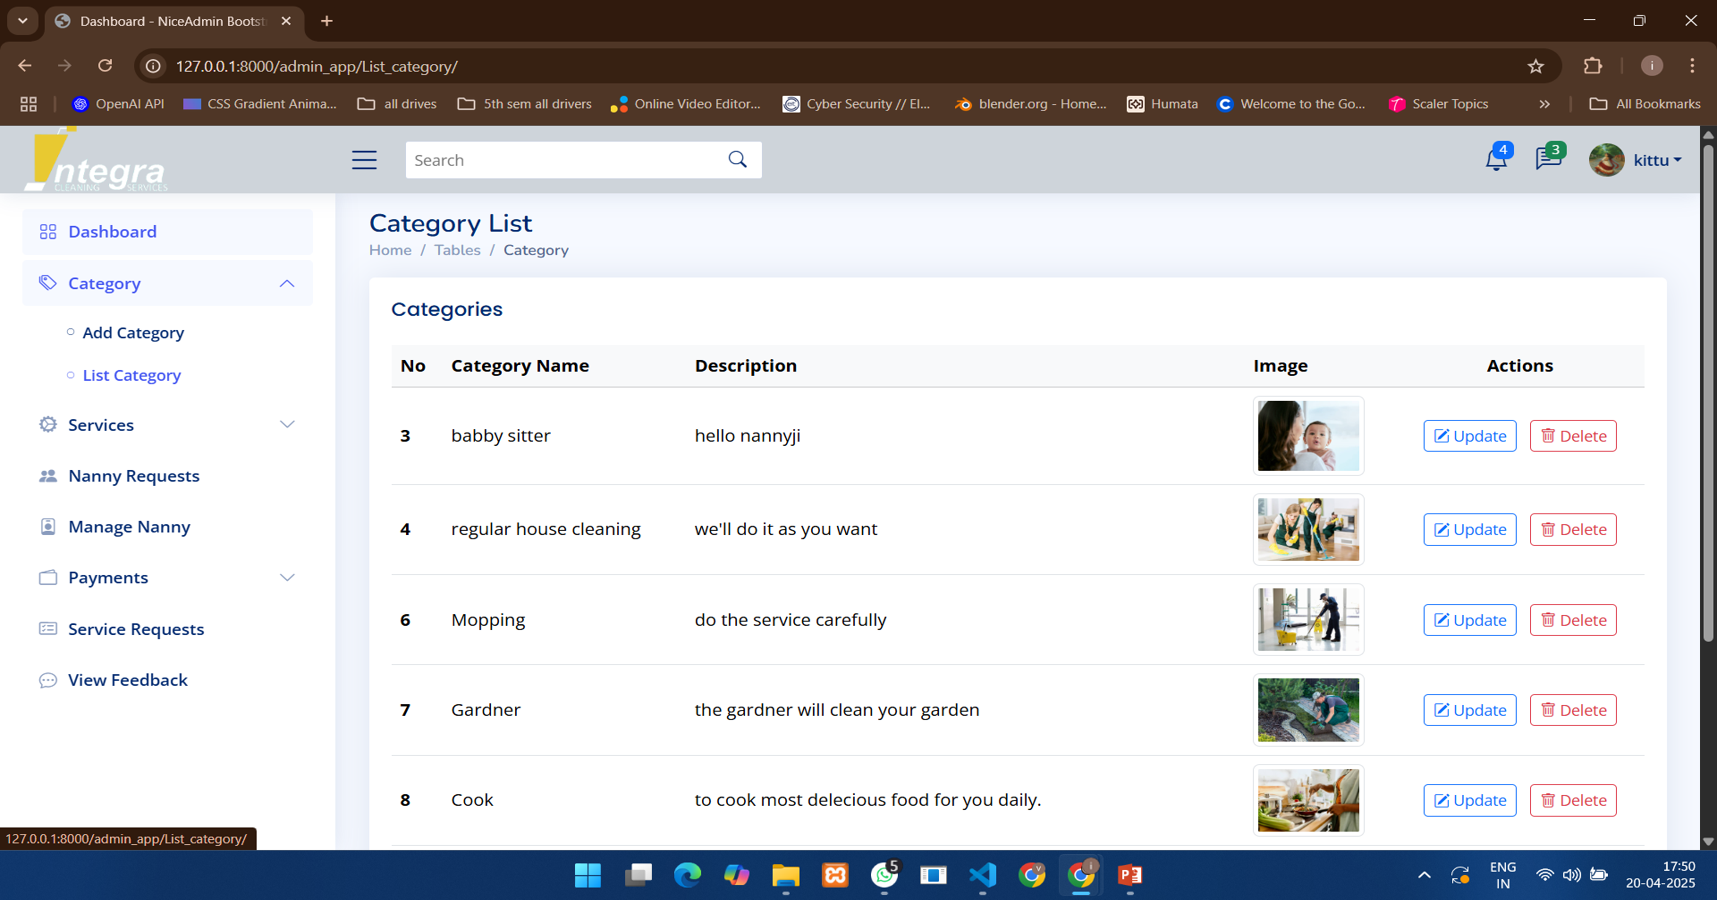 Dashboard - NiceAdmin Bootst
127.0.0.1:8000/admin_app/List_category/
i
OpenAI API
CSS Gradient Anima...
all drives
5th sem all drivers
Online Video Editor...
Cyber Security // El...
blender.org - Home...
Humata
Welcome to the Go...
Scaler Topics
All Bookmarks
ntegra
CLEANING SERVICES
Search
4
3
kittu
Dashboard
Category
Add Category
List Category
Services
Nanny Requests
Manage Nanny
Payments
Service Requests
View Feedback
Category List
Home / Tables / Category
Categories
No Category Name Description Image Actions
3 babby sitter hello nannyji Update Delete
4 regular house cleaning we'll do it as you want Update Delete
6 Mopping do the service carefully Update Delete
7 Gardner the gardner will clean your garden Update Delete
8 Cook to cook most delecious food for you daily. Update Delete
127.0.0.1:8000/admin_app/List_category/
5
ENG
IN
17:50
20-04-2025